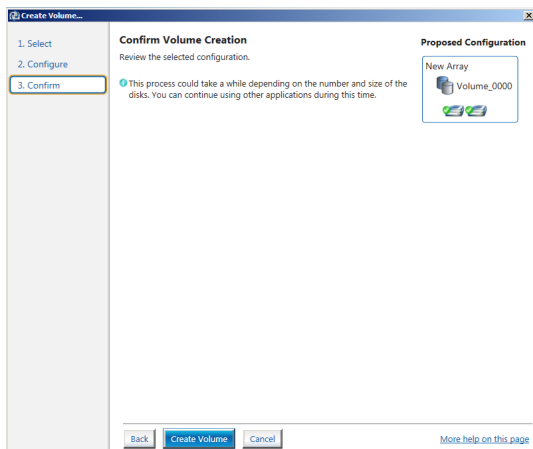 Create Volume...
1. Select
2. Configure
3. Confirm
Confirm Volume Creation
Review the selected configuration.
This process could take a while depending on the number and size of the
disks. You can continue using other applications during this time.
Proposed Configuration
New Array
Volume_0000
Back
Create Volume
Cancel
More help on this page